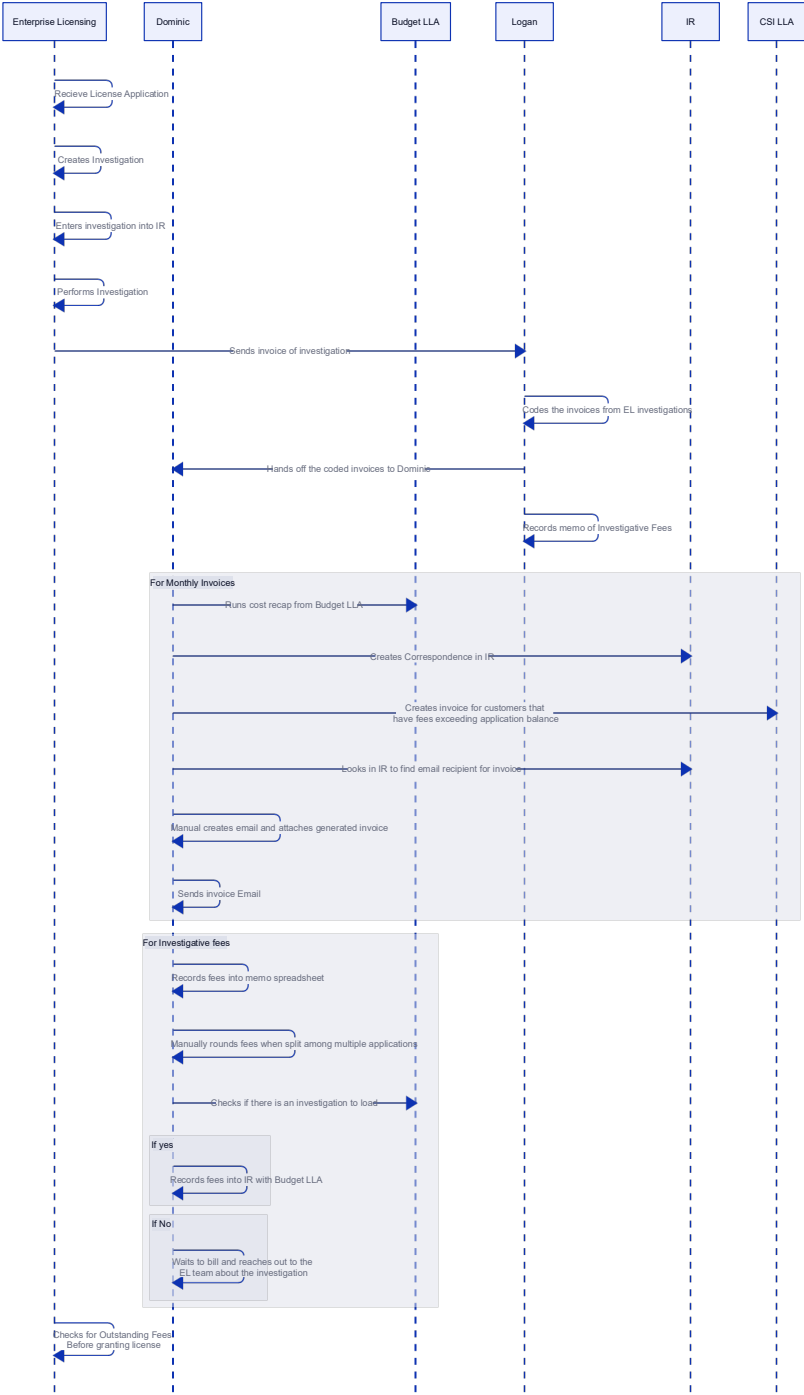 Enterprise Licensing
Dominic
Budget LLA
Logan
IR
CSI LLA
Recieve License Application
Creates Investigation
Enters investigation into IR
Performs Investigation
Sends invoice of investigation
Codes the invoices from EL investigations
Hands off the coded invoices to Dominic
Records memo of Investigative Fees
For Monthly Invoices
Runs cost recap from Budget LLA
Creates Correspondence in IR
Creates invoice for customers that
have fees exceeding application balance
Looks in IR to find email recipient for invoice
Manual creates email and attaches generated invoice
Sends invoice Email
For Investigative fees
Records fees into memo spreadsheet
Manually rounds fees when split among multiple applications
Checks if there is an investigation to load
If yes
Records fees into IR with Budget LLA
If No
Waits to bill and reaches out to the
EL team about the investigation
Checks for Outstanding Fees
Before granting license